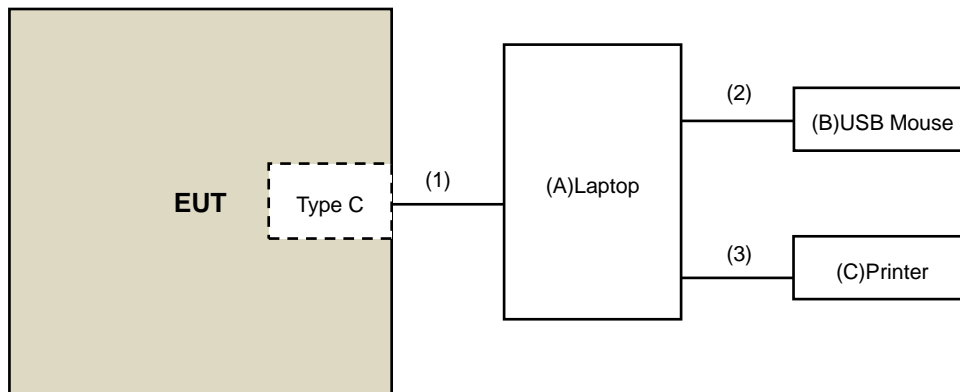 EUT
Type C
(1)
(A)Laptop
(2)
(B)USB Mouse
(3)
(C)Printer